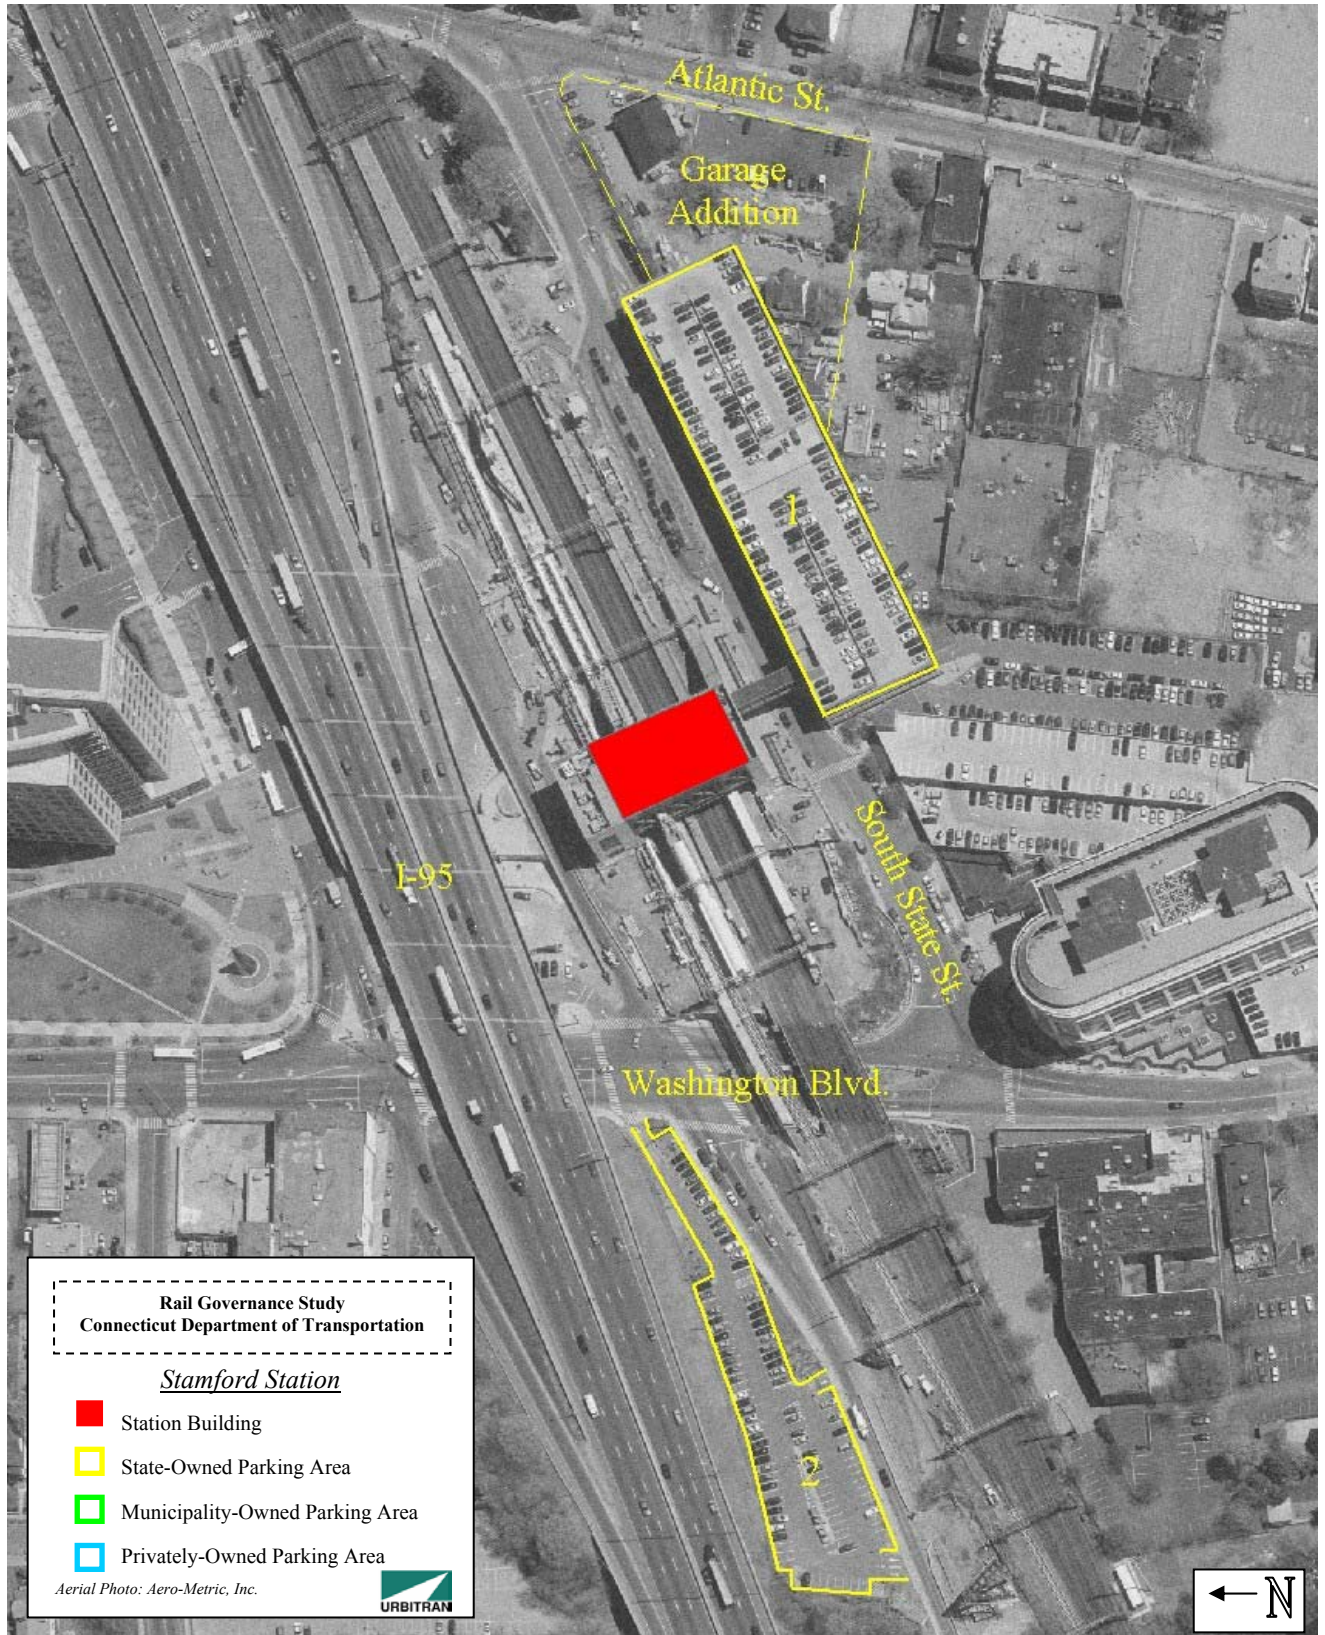 Atlantic St.
Garage
Addition
1
South State St.
I-95
Washington Blvd.
2
Rail Governance Study
Connecticut Department of Transportation
Stamford Station
Station Building
State-Owned Parking Area
Municipality-Owned Parking Area
Privately-Owned Parking Area
Aerial Photo: Aero-Metric, Inc.
URBITRAN
N